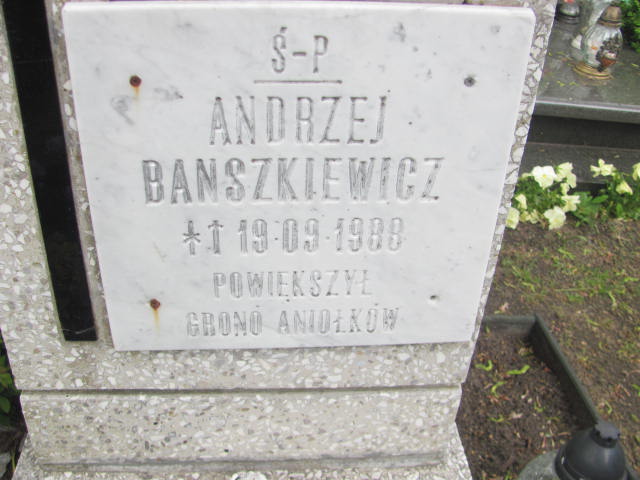 Ś-P
ANDRZEJ
BANSZKIEWICZ
*† 19·09·1988
POWIĘKSZYŁ
GRONO ANIOŁKÓW